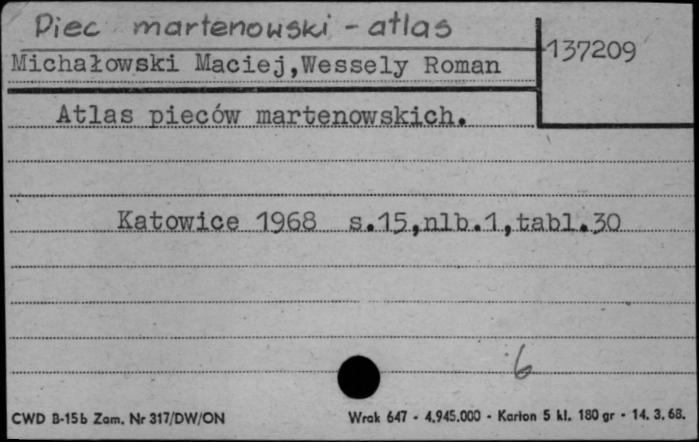 Piec martenowski - atlas
137209
Michałowski Maciej,Wessely Roman
Atlas pieców martenowskich.
Katowice 1968 s.15,nlb.1,tabl.30
6
CWD B-15b Zam. Nr 317/DW/ON Wrak 647 - 4.945.000 - Karton 5 kl. 180 gr - 14. 3. 68.